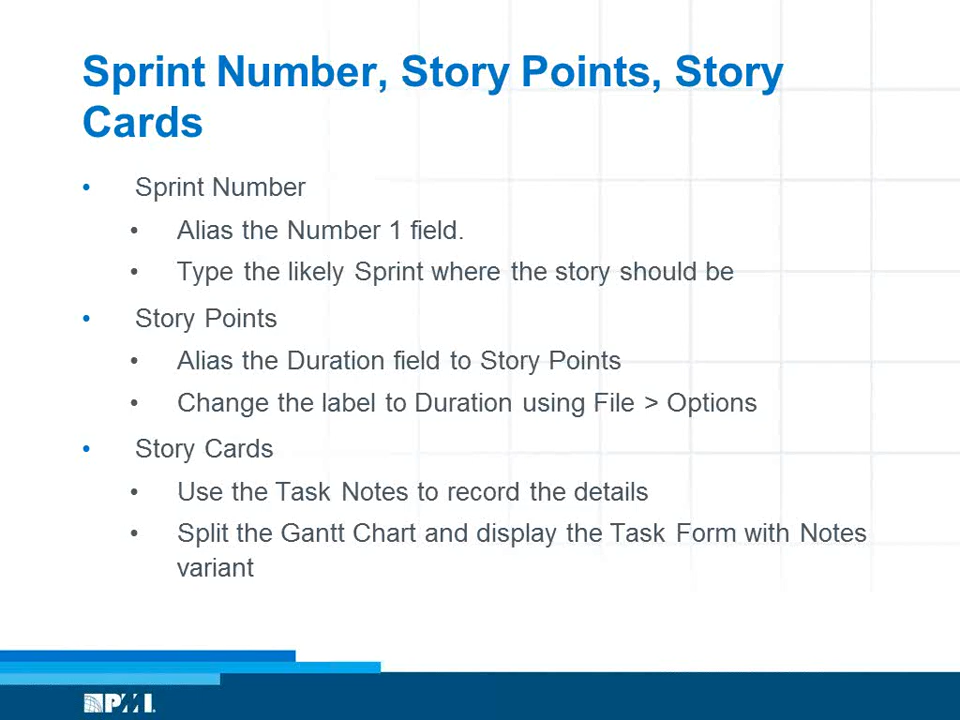 Sprint Number, Story Points, Story
Cards
• Sprint Number
• Alias the Number 1 field.
• Type the likely Sprint where the story should be
• Story Points
• Alias the Duration field to Story Points
• Change the label to Duration using File > Options
• Story Cards
• Use the Task Notes to record the details
• Split the Gantt Chart and display the Task Form with Notes
variant
PMI